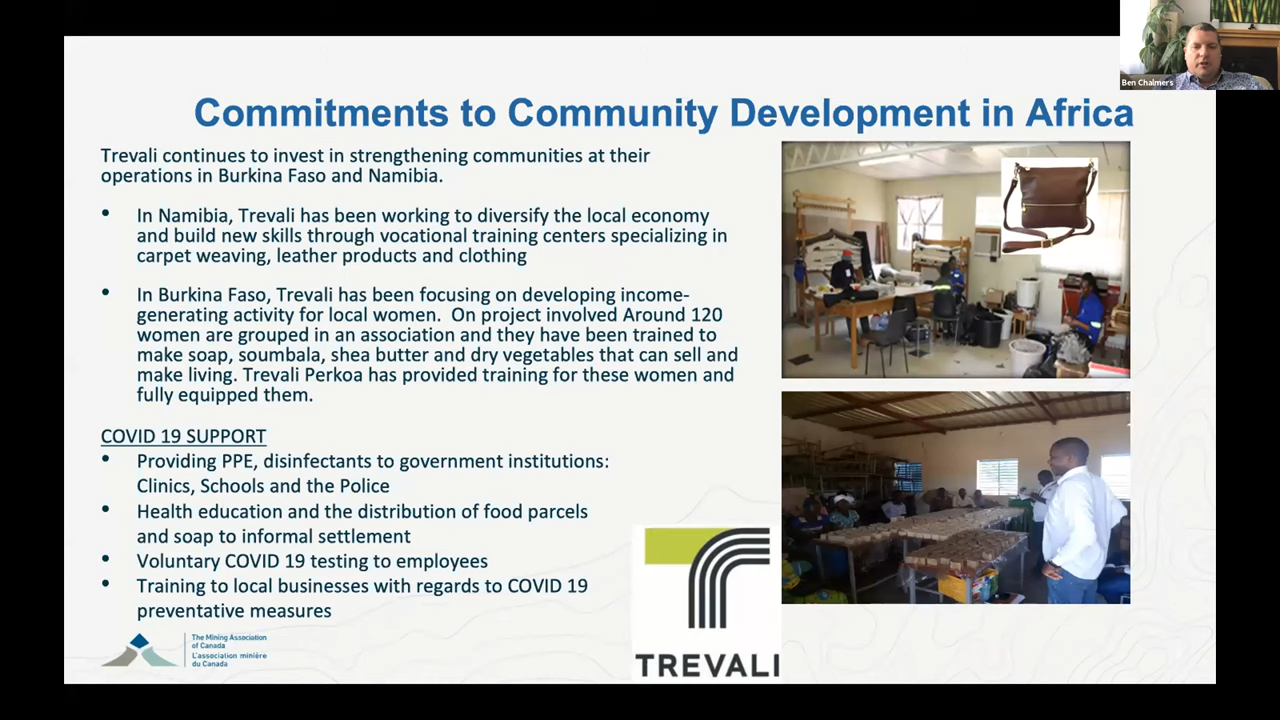 Ben Chalmers
Commitments to Community Development in Africa
Trevali continues to invest in strengthening communities at their
operations in Burkina Faso and Namibia.
• In Namibia, Trevali has been working to diversify the local economy
and build new skills through vocational training centers specializing in
carpet weaving, leather products and clothing
• In Burkina Faso, Trevali has been focusing on developing income-
generating activity for local women. On project involved Around 120
women are grouped in an association and they have been trained to
make soap, soumbala, shea butter and dry vegetables that can sell and
make living. Trevali Perkoa has provided training for these women and
fully equipped them.
COVID 19 SUPPORT
• Providing PPE, disinfectants to government institutions:
Clinics, Schools and the Police
• Health education and the distribution of food parcels
and soap to informal settlement
• Voluntary COVID 19 testing to employees
• Training to local businesses with regards to COVID 19
preventative measures
The Mining Association
of Canada
L'association minière
du Canada
TREVALI